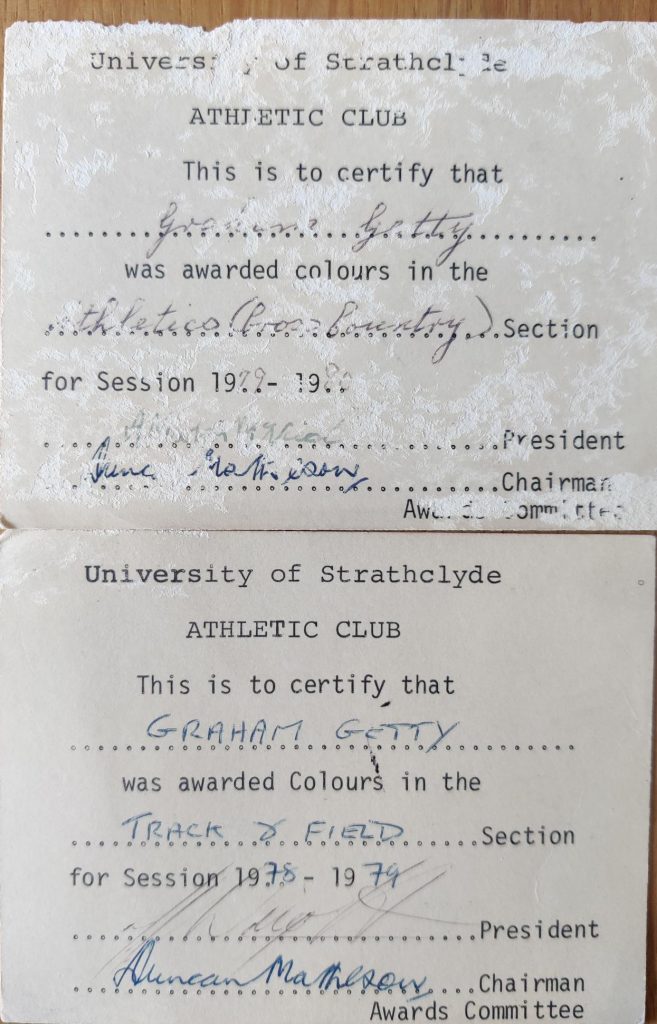 University of Strathclyde
ATHLETIC CLUB
This is to certify that
Graham Getty
was awarded colours in the
Athletics (Cross Country) Section
for Session 1979 - 1980
President
Duncan Matheson Chairman
Awards Committee
University of Strathclyde
ATHLETIC CLUB
This is to certify that
GRAHAM GETTY
was awarded Colours in the
TRACK & FIELD Section
for Session 1978 - 1979
President
Duncan Matheson Chairman
Awards Committee